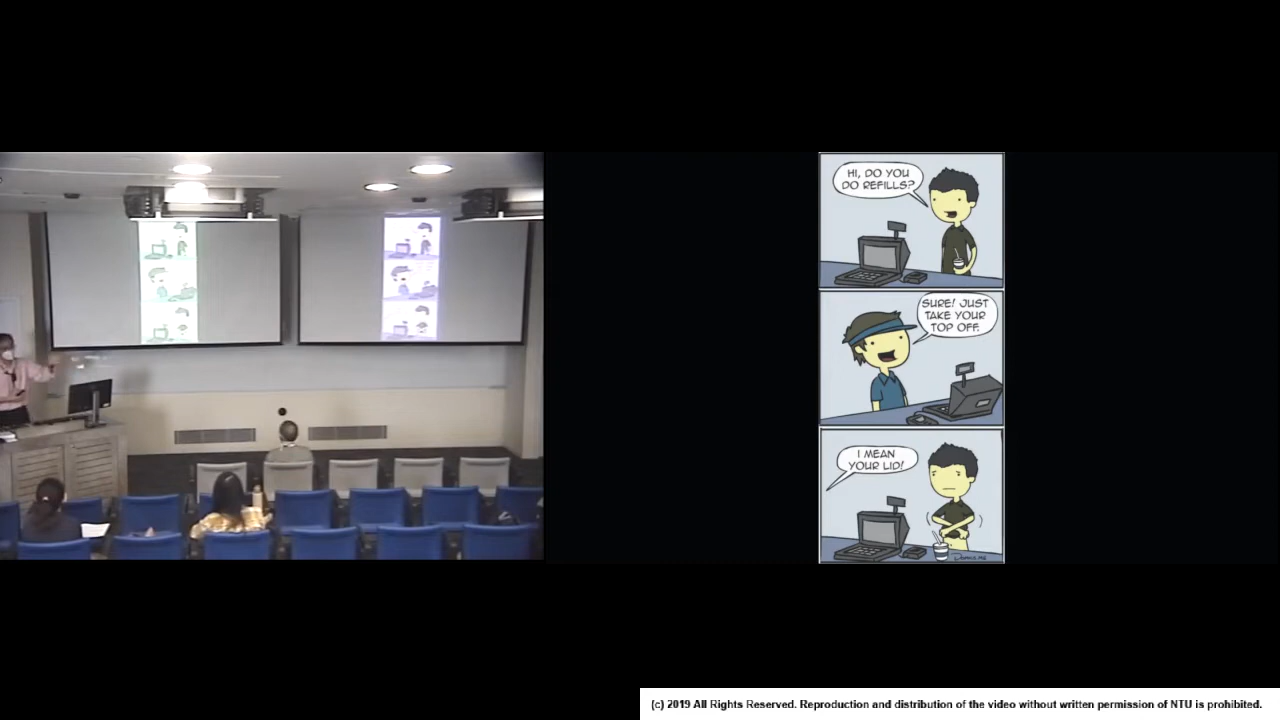 HI, DO YOU
DO REFILLS?
SURE! JUST
TAKE YOUR
TOP OFF.
I MEAN
YOUR LID!
(c) 2019 All Rights Reserved. Reproduction and distribution of the video without written permission of NTU is prohibited.